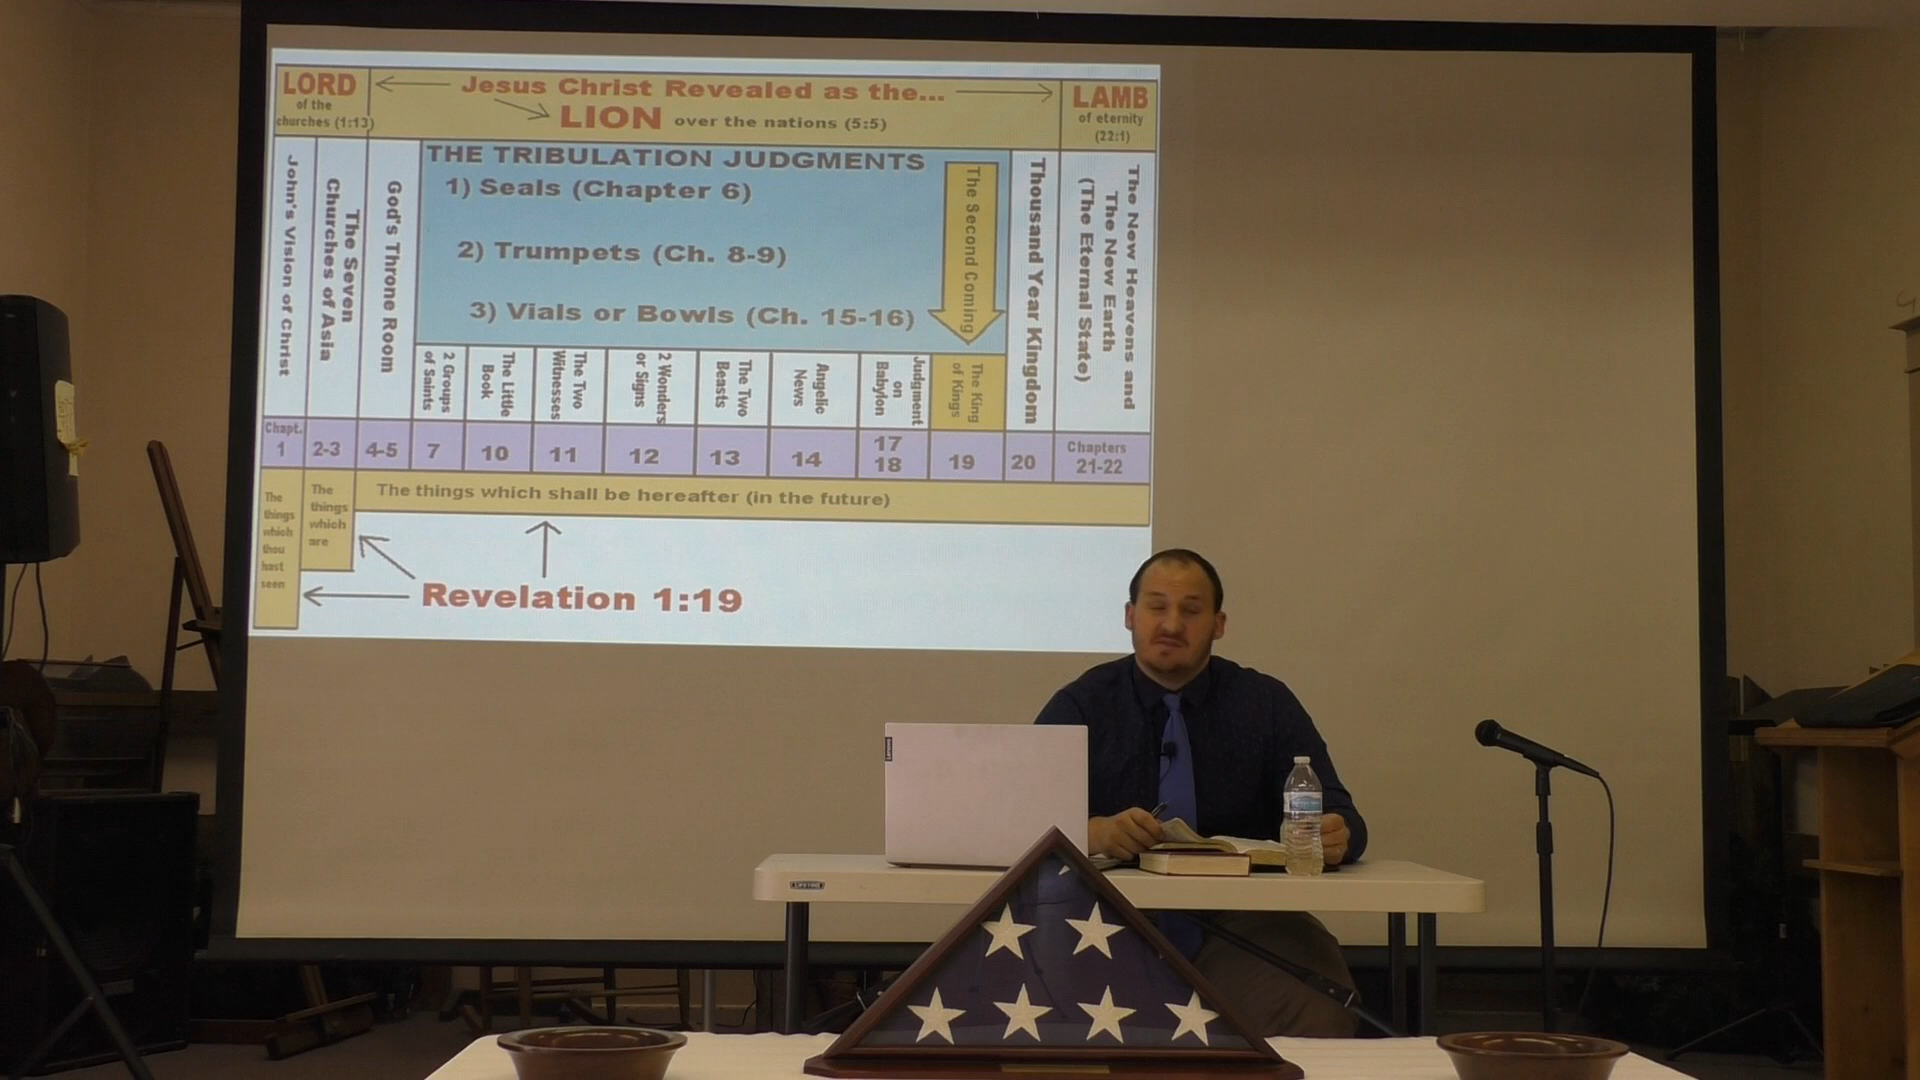 LORD
of the
churches (1:13)
Jesus Christ Revealed as the...
LION over the nations (5:5)
LAMB
of eternity
(22:1)
John's Vision of Christ
The Seven
Churches of Asia
God's Throne Room
THE TRIBULATION JUDGMENTS
1) Seals (Chapter 6)
2) Trumpets (Ch. 8-9)
3) Vials or Bowls (Ch. 15-16)
The Second Coming
Thousand Year Kingdom
The New Heavens and
The New Earth
(The Eternal State)
2 Groups
of Saints
The Little
Book
The Two
Witnesses
2 Wonders
or Signs
The Two
Beasts
Angelic
News
Judgment
on
Babylon
The King
of Kings
Chapt.
1
2-3
4-5
7
10
11
12
13
14
17
18
19
20
Chapters
21-22
The
things
which
thou
hast
seen
The
things
which
are
The things which shall be hereafter (in the future)
Revelation 1:19
Lenovo
LIFETIME